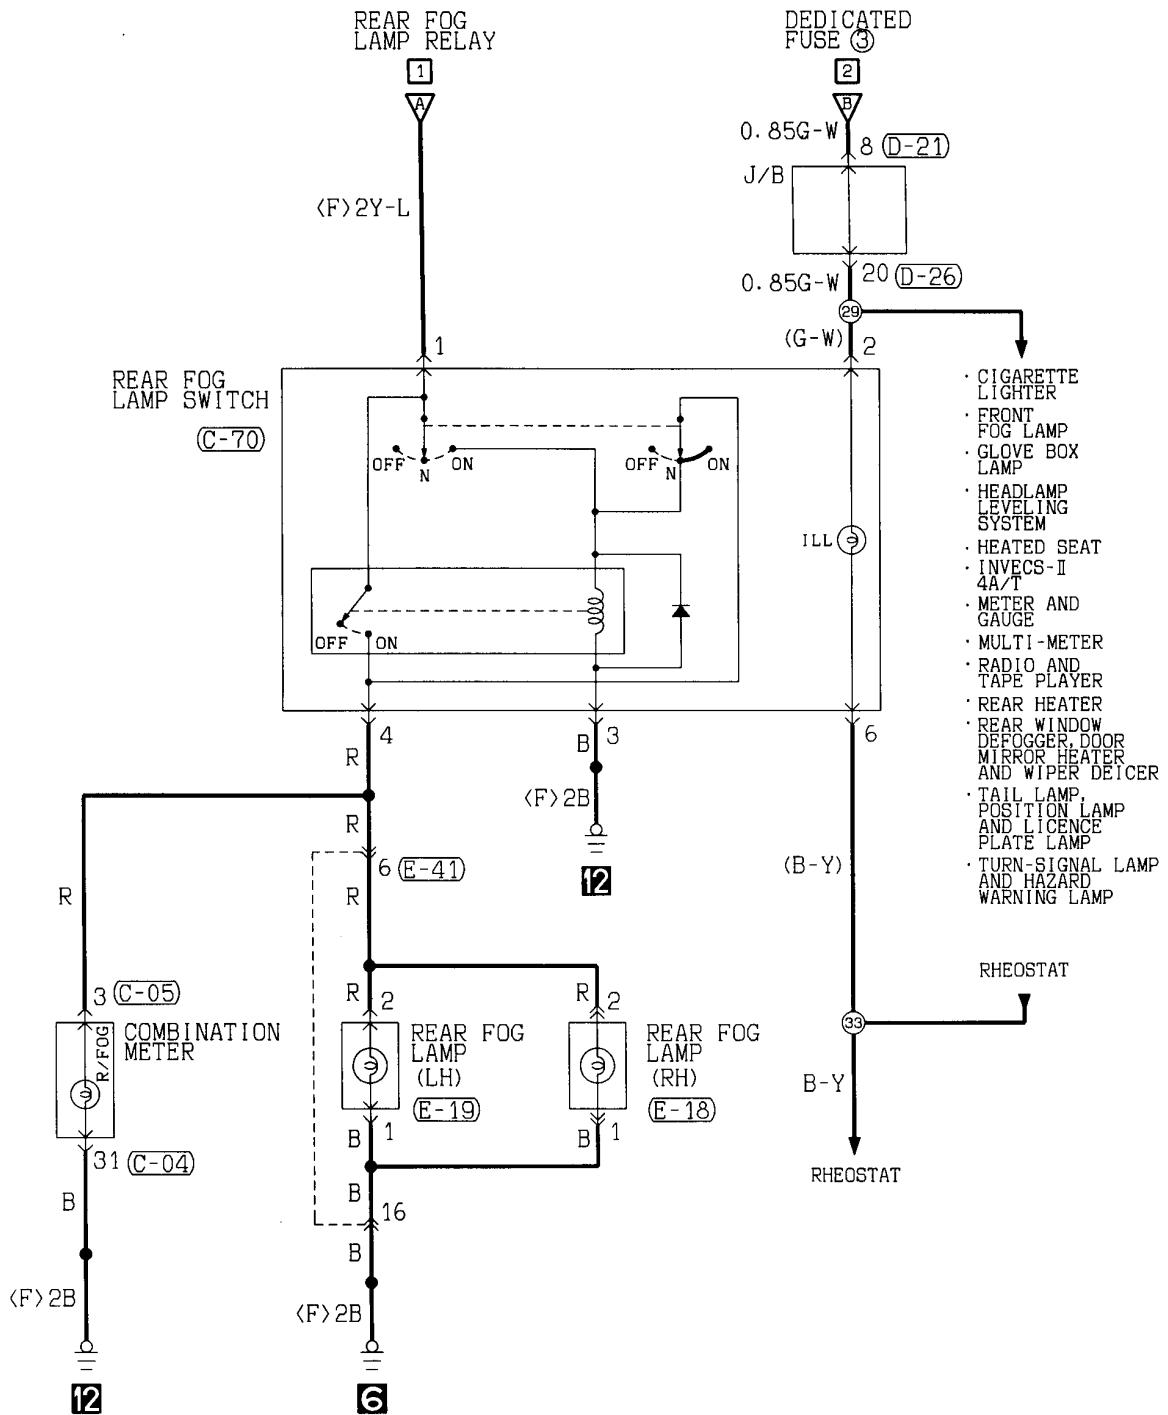 REAR FOG
LAMP RELAY
1
A
DEDICATED
FUSE ③
2
B
0.85G-W
8 (D-21)
J/B
<F>2Y-L
20 (D-26)
0.85G-W
29
(G-W)
1
2
REAR FOG
LAMP SWITCH
(C-70)
OFF
N
ON
OFF
N
ON
ILL
OFF
ON
· CIGARETTE
LIGHTER
· FRONT
FOG LAMP
· GLOVE BOX
LAMP
· HEADLAMP
LEVELING
SYSTEM
· HEATED SEAT
· INVECS-II
4A/T
· METER AND
GAUGE
· MULTI-METER
· RADIO AND
TAPE PLAYER
· REAR HEATER
· REAR WINDOW
DEFOGGER, DOOR
MIRROR HEATER
AND WIPER DEICER
· TAIL LAMP,
POSITION LAMP
AND LICENCE
PLATE LAMP
· TURN-SIGNAL LAMP
AND HAZARD
WARNING LAMP
4
3
6
R
B
<F>2B
12
R
6 (E-41)
R
R
(B-Y)
RHEOSTAT
33
B-Y
RHEOSTAT
3 (C-05)
R/FOG
COMBINATION
METER
31 (C-04)
B
<F>2B
12
R
2
REAR FOG
LAMP
(LH)
(E-19)
1
B
R
2
REAR FOG
LAMP
(RH)
(E-18)
1
B
B
16
B
<F>2B
6